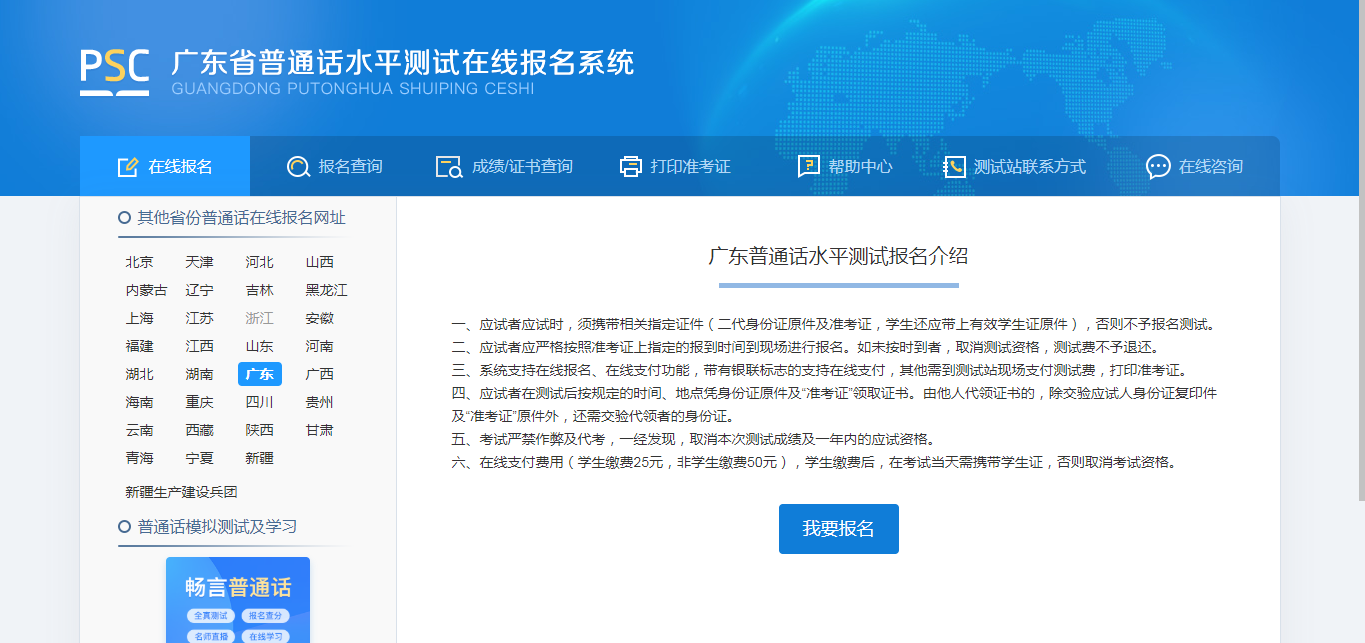 PSC 广东省普通话水平测试在线报名系统
GUANGDONG PUTONGHUA SHUIPING CESHI
在线报名 报名查询 成绩/证书查询 打印准考证 帮助中心 测试站联系方式 在线咨询
其他省份普通话在线报名网址
北京 天津 河北 山西
内蒙古 辽宁 吉林 黑龙江
上海 江苏 浙江 安徽
福建 江西 山东 河南
湖北 湖南 广东 广西
海南 重庆 四川 贵州
云南 西藏 陕西 甘肃
青海 宁夏 新疆
新疆生产建设兵团
普通话模拟测试及学习
畅言普通话
全真测试 报名查分
名师直播 在线学习
广东普通话水平测试报名介绍
一、应试者应试时，须携带相关指定证件（二代身份证原件及准考证，学生还应带上有效学生证原件），否则不予报名测试。
二、应试者应严格按照准考证上指定的报到时间到现场进行报名。如未按时到者，取消测试资格，测试费不予退还。
三、系统支持在线报名、在线支付功能，带有银联标志的支持在线支付，其他需到测试站现场支付测试费，打印准考证。
四、应试者在测试后按规定的时间、地点凭身份证原件及“准考证”领取证书。由他人代领证书的，除交验应试人身份证复印件
及“准考证”原件外，还需交验代领者的身份证。
五、考试严禁作弊及代考，一经发现，取消本次测试成绩及一年内的应试资格。
六、在线支付费用（学生缴费25元，非学生缴费50元），学生缴费后，在考试当天需携带学生证，否则取消考试资格。
我要报名